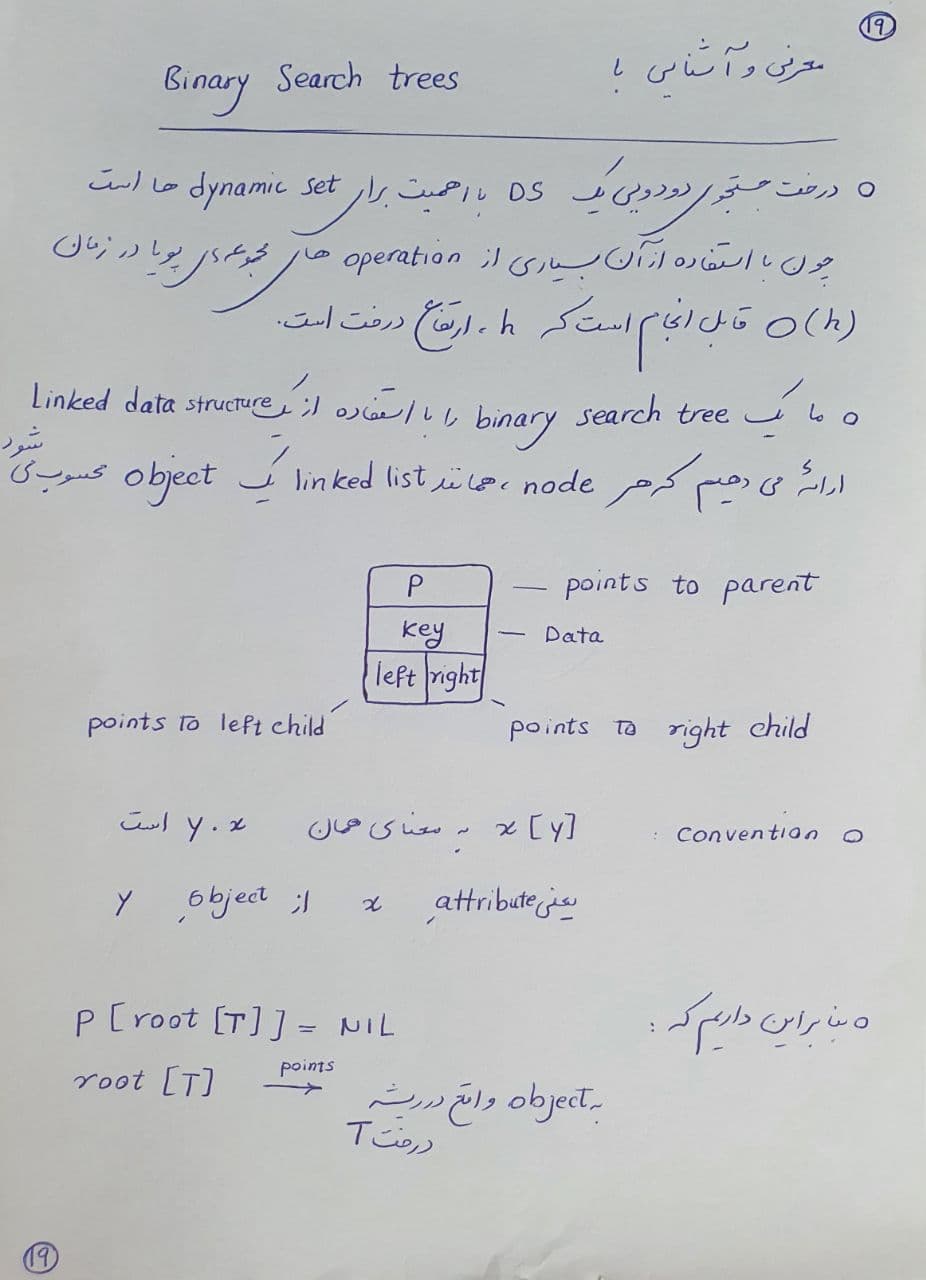 ۱۹
معرفی و آشنایی با Binary Search trees
o درخت جستجوی دودویی یک DS با اهمیت برای dynamic set ها است
چون با استفاده از آن بسیاری از operation های مجموعه‌ی پویا در زمان
O(h) قابل انجام است که h، ارتفاع درخت است.
o ما یک binary search tree را با استفاده از یک Linked data structure
ارائه می دهیم که هر node، همانند linked list یک object محسوب می شود
P — points to parent
key — Data
left right
points To left child
points To right child
o convention : x[y] به معنای همان y.x است
یعنی attribute x از object y
o بنابراین داریم که :
P[root[T]] = NIL
root [T] points → به object واقع در ریشه
درخت T
۱۹